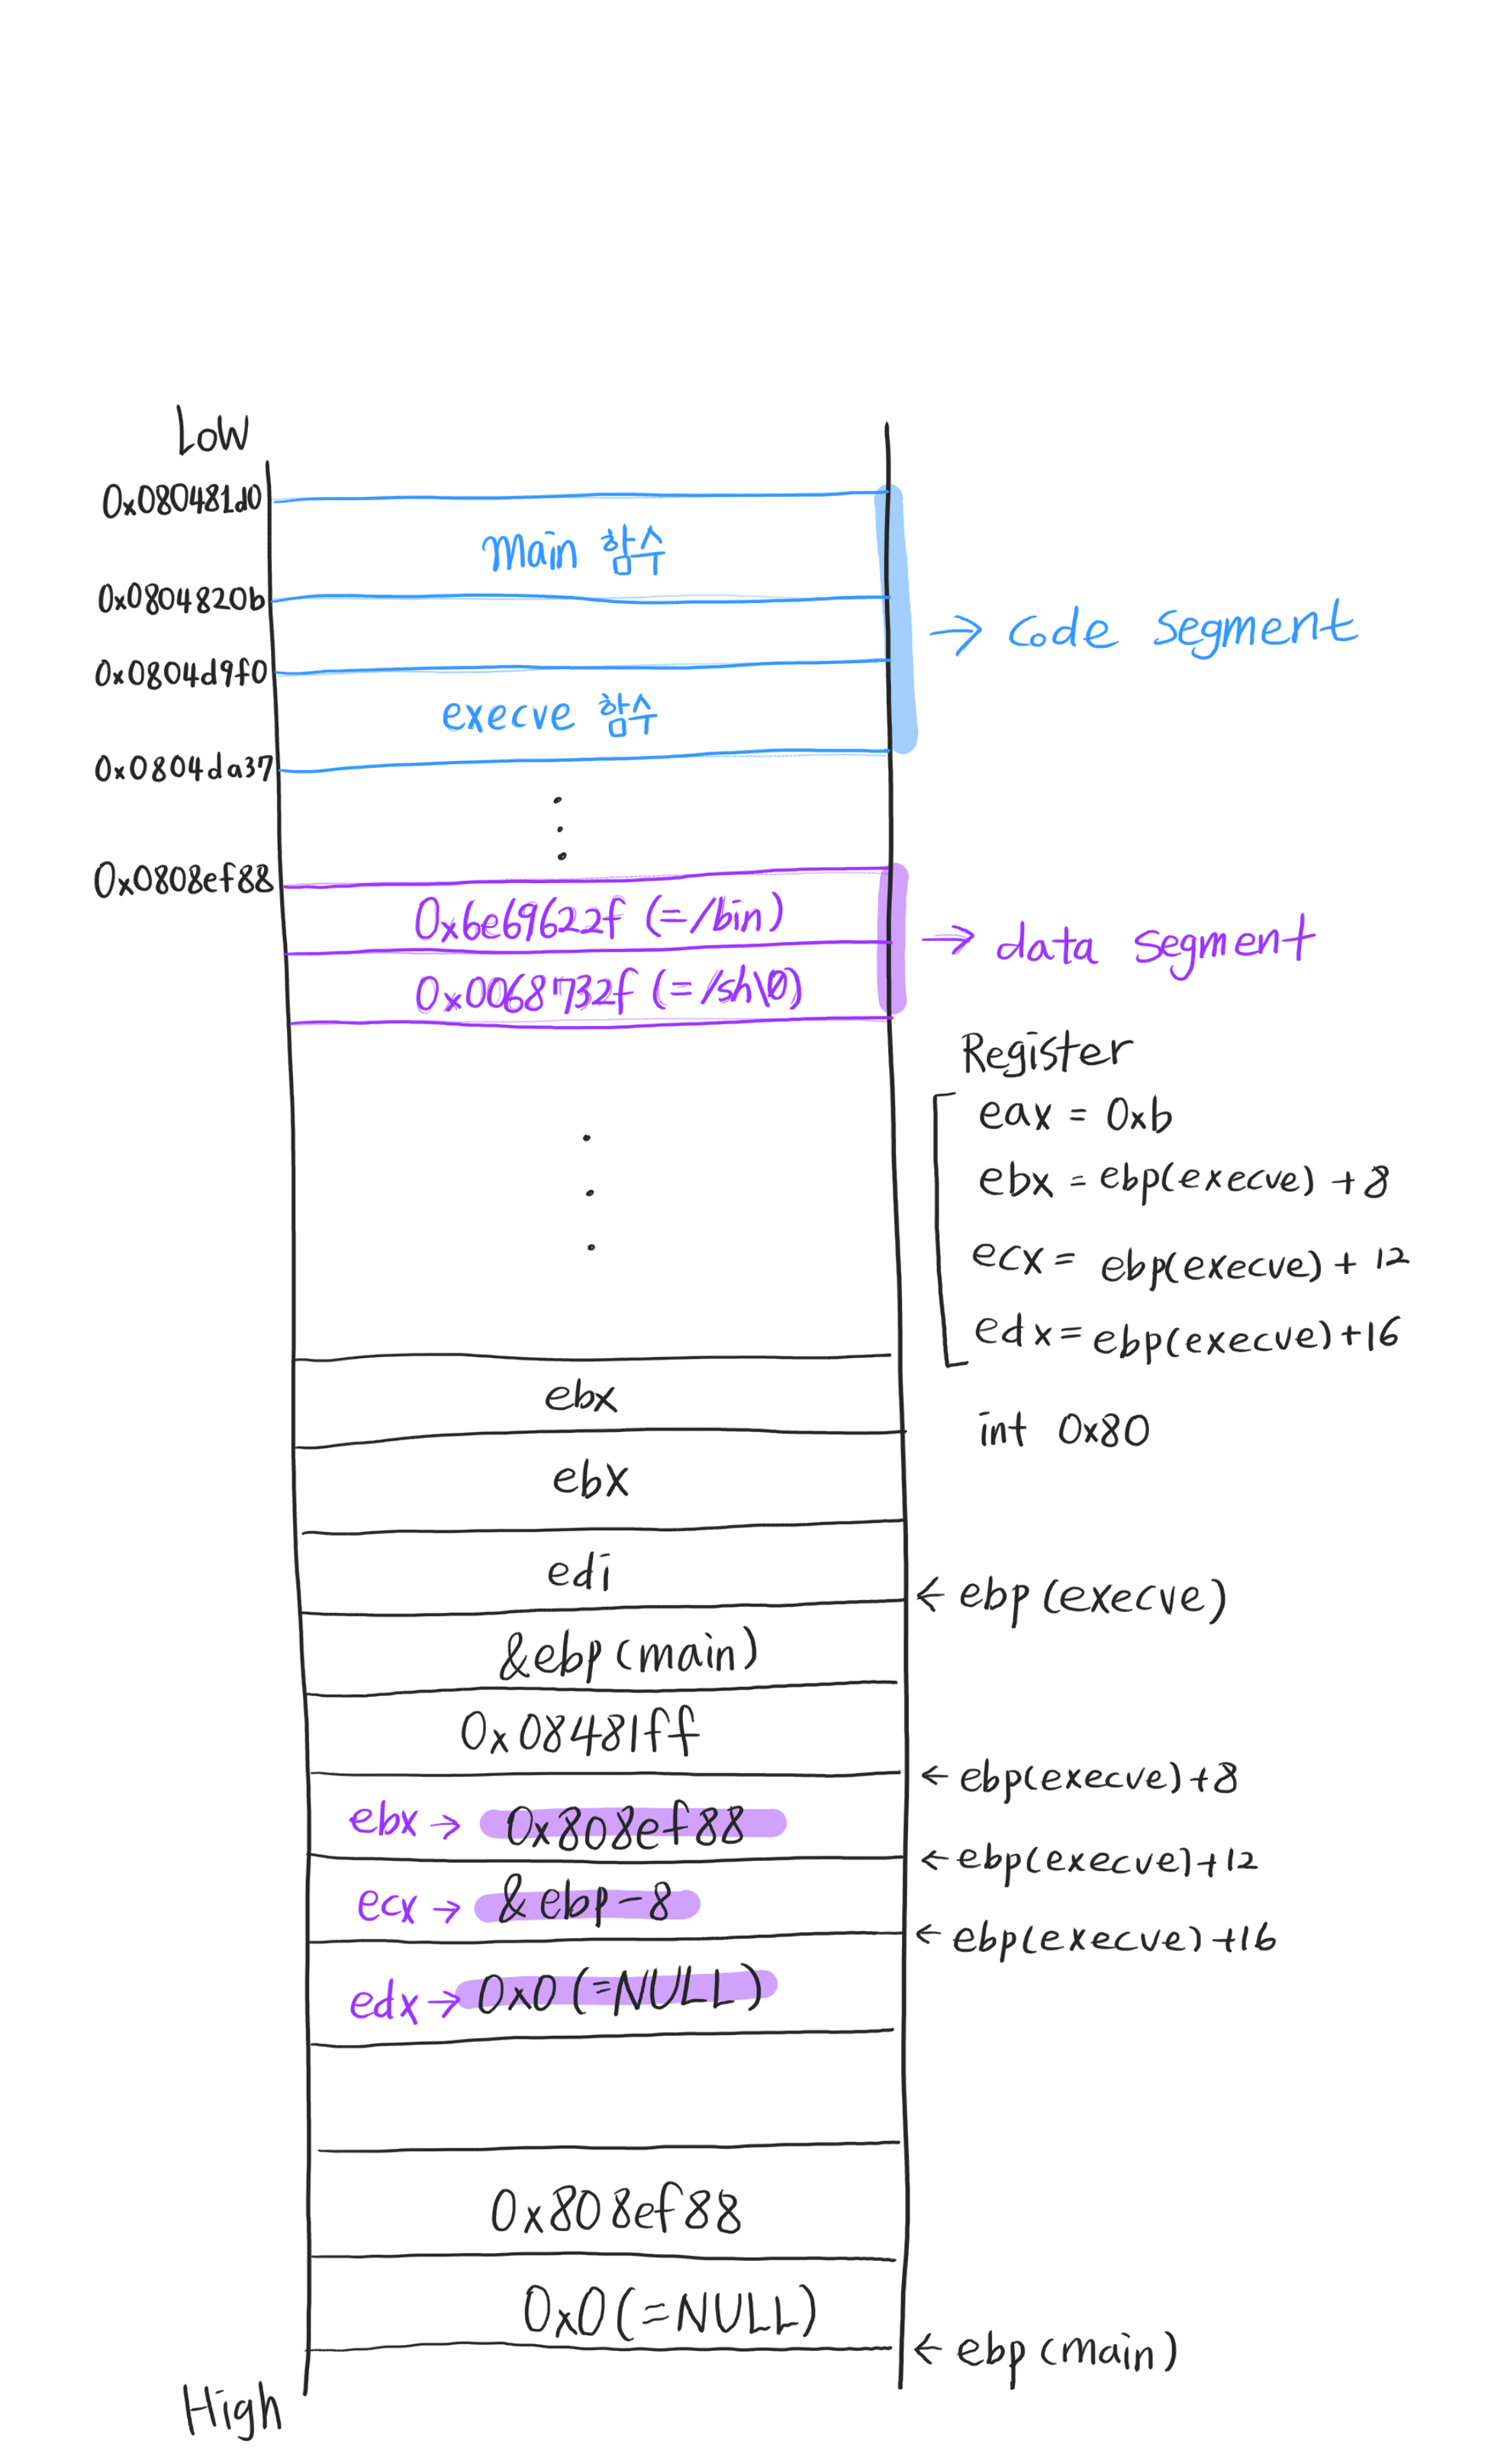 Low
0x080481d0
main 함수
0x0804820b
→ Code Segment
0x0804d9f0
execve 함수
0x0804da37
0x0808ef88
0x6e69622f (=/bin)
→ data segment
0x0068732f (=/sh\0)
Register
eax = 0xb
ebx = ebp(execve) +8
ecx = ebp(execve) + 12
edx = ebp(execve)+16
ebx
int 0x80
ebx
edi
← ebp (execve)
&ebp (main)
0x08481ff
← ebp(execve)+8
ebx → 0x808ef88
← ebp(execve)+12
ecx → &ebp-8
← ebp(execve)+16
edx → 0x0 (=NULL)
0x808ef88
0x0(=NULL)
← ebp (main)
High